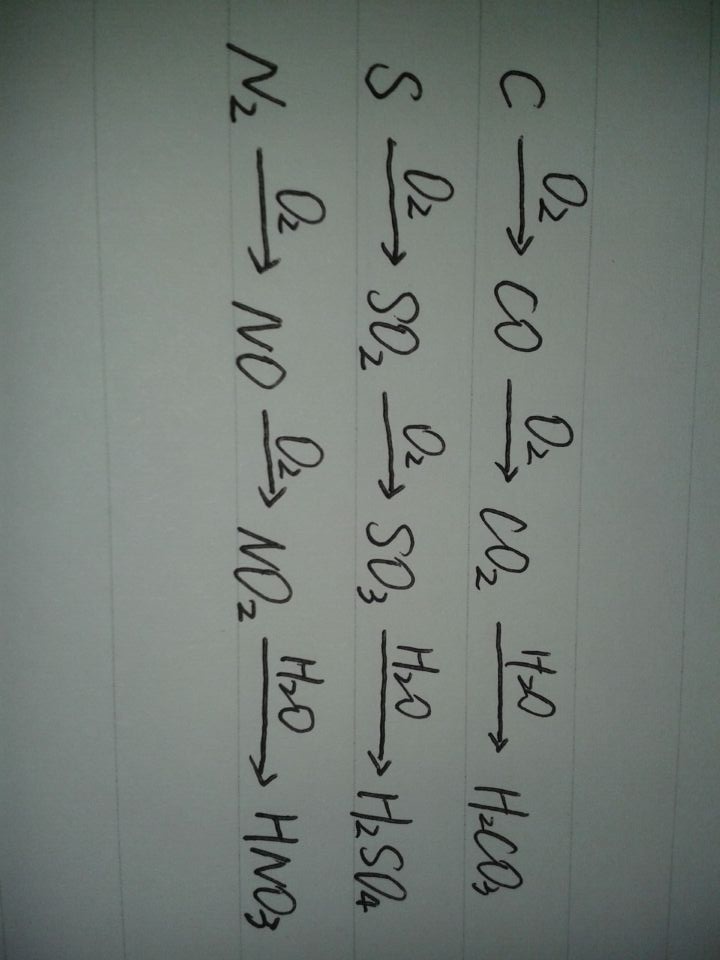 C →O₂ CO →O₂ CO₂ →H₂O H₂CO₃
S →O₂ SO₂ →O₂ SO₃ →H₂O H₂SO₄
N₂ →O₂ NO →O₂ NO₂ →H₂O HNO₃